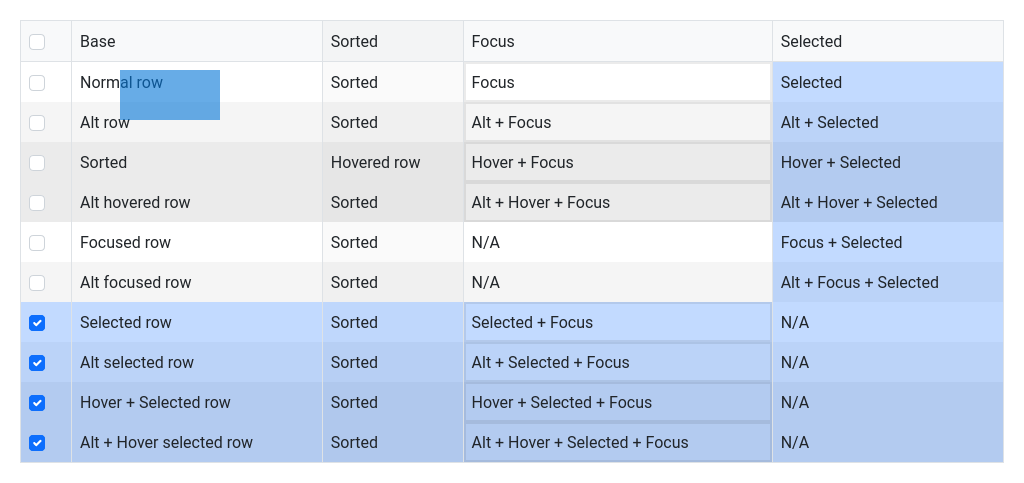 Base Sorted Focus Selected
Normal row Sorted Focus Selected
Alt row Sorted Alt + Focus Alt + Selected
Sorted Hovered row Hover + Focus Hover + Selected
Alt hovered row Sorted Alt + Hover + Focus Alt + Hover + Selected
Focused row Sorted N/A Focus + Selected
Alt focused row Sorted N/A Alt + Focus + Selected
Selected row Sorted Selected + Focus N/A
Alt selected row Sorted Alt + Selected + Focus N/A
Hover + Selected row Sorted Hover + Selected + Focus N/A
Alt + Hover selected row Sorted Alt + Hover + Selected + Focus N/A